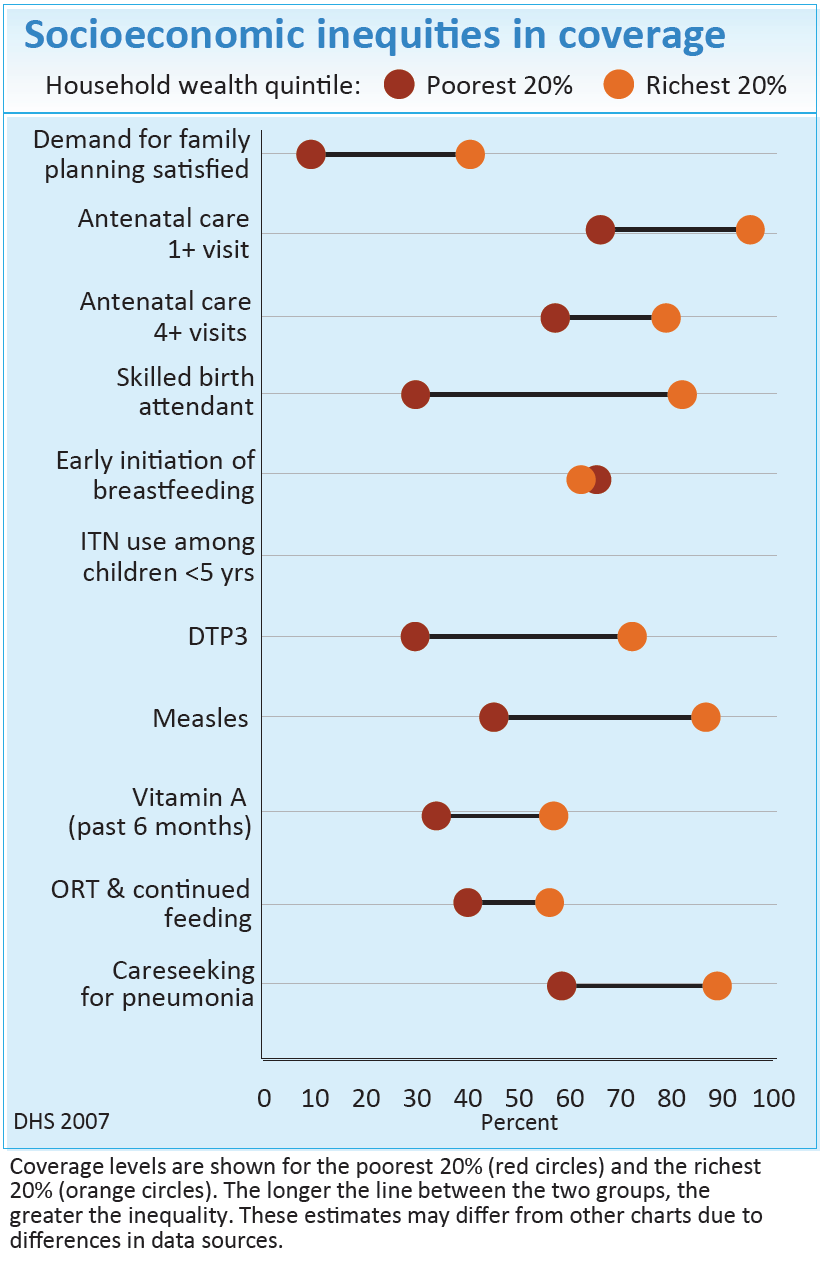 Socioeconomic inequities in coverage
Household wealth quintile: Poorest 20% Richest 20%
Demand for family
planning satisfied
Antenatal care
1+ visit
Antenatal care
4+ visits
Skilled birth
attendant
Early initiation of
breastfeeding
ITN use among
children <5 yrs
DTP3
Measles
Vitamin A
(past 6 months)
ORT & continued
feeding
Careseeking
for pneumonia
0 10 20 30 40 50 60 70 80 90 100
Percent
DHS 2007
Coverage levels are shown for the poorest 20% (red circles) and the richest
20% (orange circles). The longer the line between the two groups, the
greater the inequality. These estimates may differ from other charts due to
differences in data sources.